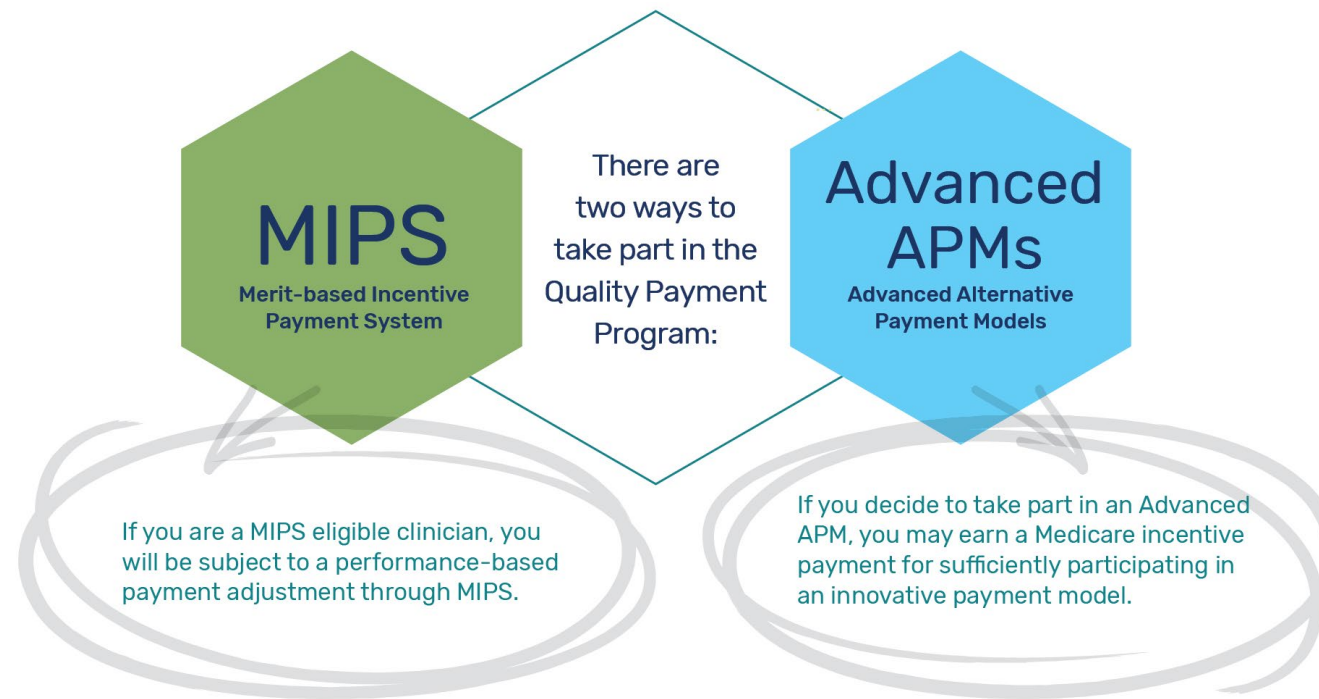 There are
two ways to
take part in the
Quality Payment
Program:
MIPS
Merit-based Incentive
Payment System
If you are a MIPS eligible clinician, you
will be subject to a performance-based
payment adjustment through MIPS.
Advanced
APMs
Advanced Alternative
Payment Models
If you decide to take part in an Advanced
APM, you may earn a Medicare incentive
payment for sufficiently participating in
an innovative payment model.